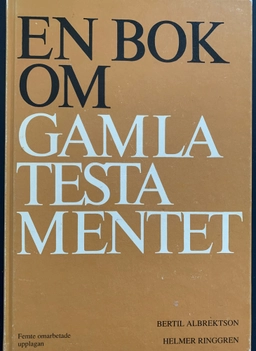 EN BOK
OM
GAMLA
TESTA
MENTET
BERTIL ALBREKTSON
HELMER RINGGREN
Femte omarbetade
upplagan